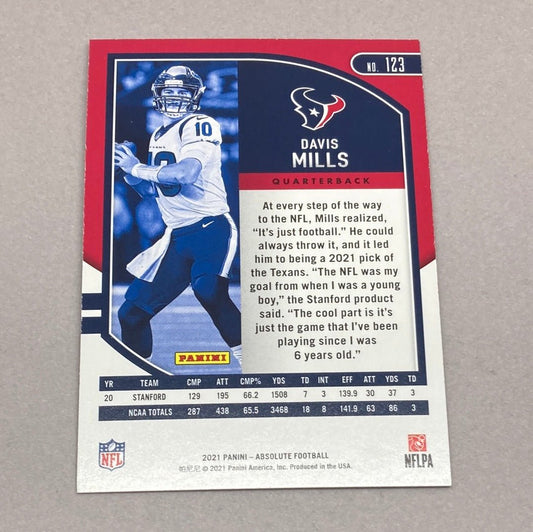 NO. 123
10
10
DAVIS
MILLS
QUARTERBACK
At every step of the way
to the NFL, Mills realized,
“It's just football.” He could
always throw it, and it led
him to being a 2021 pick of
the Texans. “The NFL was my
goal from when I was a young
boy,” the Stanford product
said. “The cool part is it's
just the game that I've been
playing since I was
6 years old.”
PANINI
YR TEAM CMP ATT CMP% YDS TD INT EFF ATT YDS TD
20 STANFORD 129 195 66.2 1508 7 3 139.9 30 37 3
NCAA TOTALS 287 438 65.5 3468 18 8 141.9 63 86 3
NFL
2021 PANINI – ABSOLUTE FOOTBALL
帕尼尼 © 2021 Panini America, Inc. Produced in the USA.
NFLPA